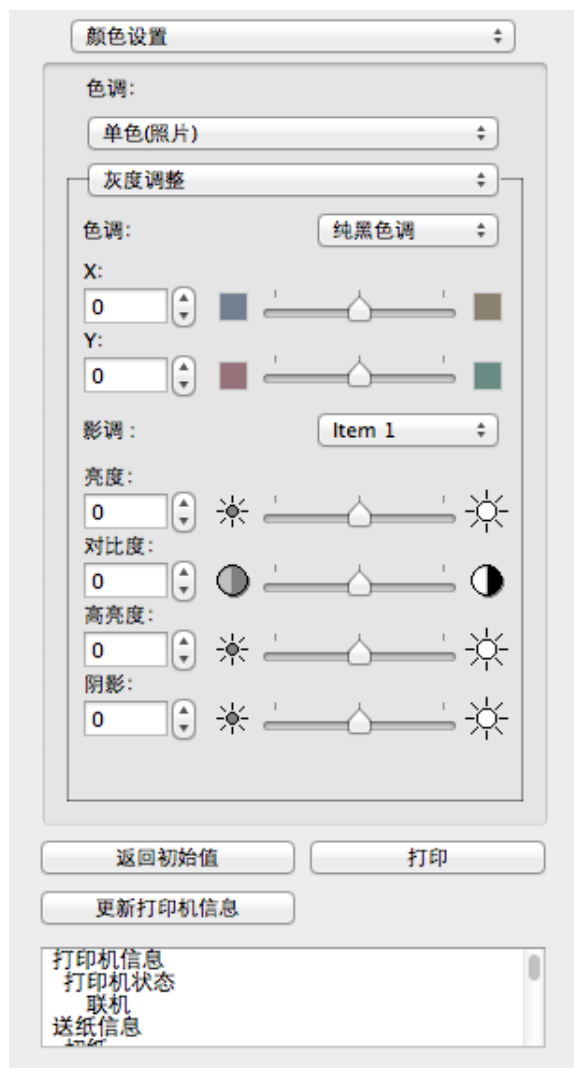 颜色设置
色调:
单色(照片)
灰度调整
色调: 纯黑色调
X:
0
Y:
0
影调 : Item 1
亮度:
0
对比度:
0
高亮度:
0
阴影:
0
返回初始值 打印
更新打印机信息
打印机信息
打印机状态
联机
送纸信息